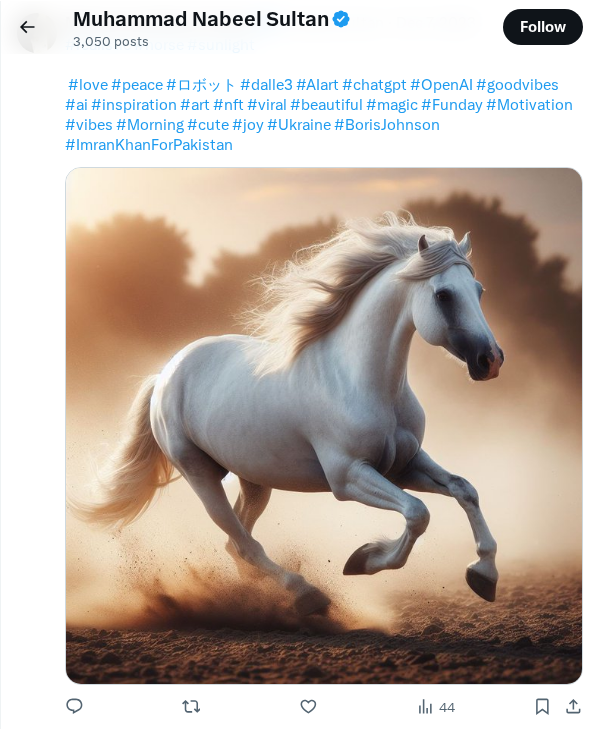 Muhammad Nabeel Sultan
3,050 posts
Follow
#love #peace #ロボット #dalle3 #AIart #chatgpt #OpenAI #goodvibes
#ai #inspiration #art #nft #viral #beautiful #magic #Funday #Motivation
#vibes #Morning #cute #joy #Ukraine #BorisJohnson
#ImranKhanForPakistan
44